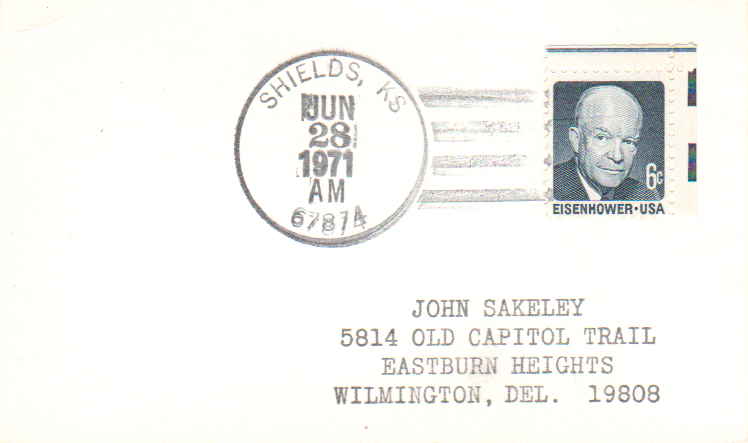 SHIELDS, KS
JUN
28
1971
AM
67874
6c
EISENHOWER·USA
JOHN SAKELEY
5814 OLD CAPITOL TRAIL
EASTBURN HEIGHTS
WILMINGTON, DEL. 19808